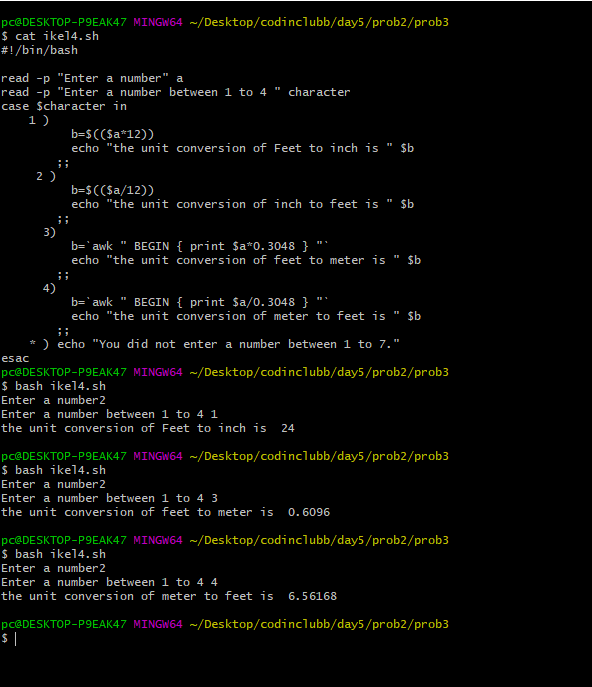 pc@DESKTOP-P9EAK47 MINGW64 ~/Desktop/codinclubb/day5/prob2/prob3
$ cat ikel4.sh
#!/bin/bash

read -p "Enter a number" a
read -p "Enter a number between 1 to 4 " character
case $character in
    1 )
          b=$(($a*12))
          echo "the unit conversion of Feet to inch is " $b
        ;;
     2 )
          b=$(($a/12))
          echo "the unit conversion of inch to feet is " $b
        ;;
      3)
          b=`awk " BEGIN { print $a*0.3048 } "`
          echo "the unit conversion of feet to meter is " $b
        ;;
      4)
          b=`awk " BEGIN { print $a/0.3048 } "`
          echo "the unit conversion of meter to feet is " $b
        ;;
    * ) echo "You did not enter a number between 1 to 7."
esac
pc@DESKTOP-P9EAK47 MINGW64 ~/Desktop/codinclubb/day5/prob2/prob3
$ bash ikel4.sh
Enter a number2
Enter a number between 1 to 4 1
the unit conversion of Feet to inch is  24

pc@DESKTOP-P9EAK47 MINGW64 ~/Desktop/codinclubb/day5/prob2/prob3
$ bash ikel4.sh
Enter a number2
Enter a number between 1 to 4 3
the unit conversion of feet to meter is  0.6096

pc@DESKTOP-P9EAK47 MINGW64 ~/Desktop/codinclubb/day5/prob2/prob3
$ bash ikel4.sh
Enter a number2
Enter a number between 1 to 4 4
the unit conversion of meter to feet is  6.56168

pc@DESKTOP-P9EAK47 MINGW64 ~/Desktop/codinclubb/day5/prob2/prob3
$